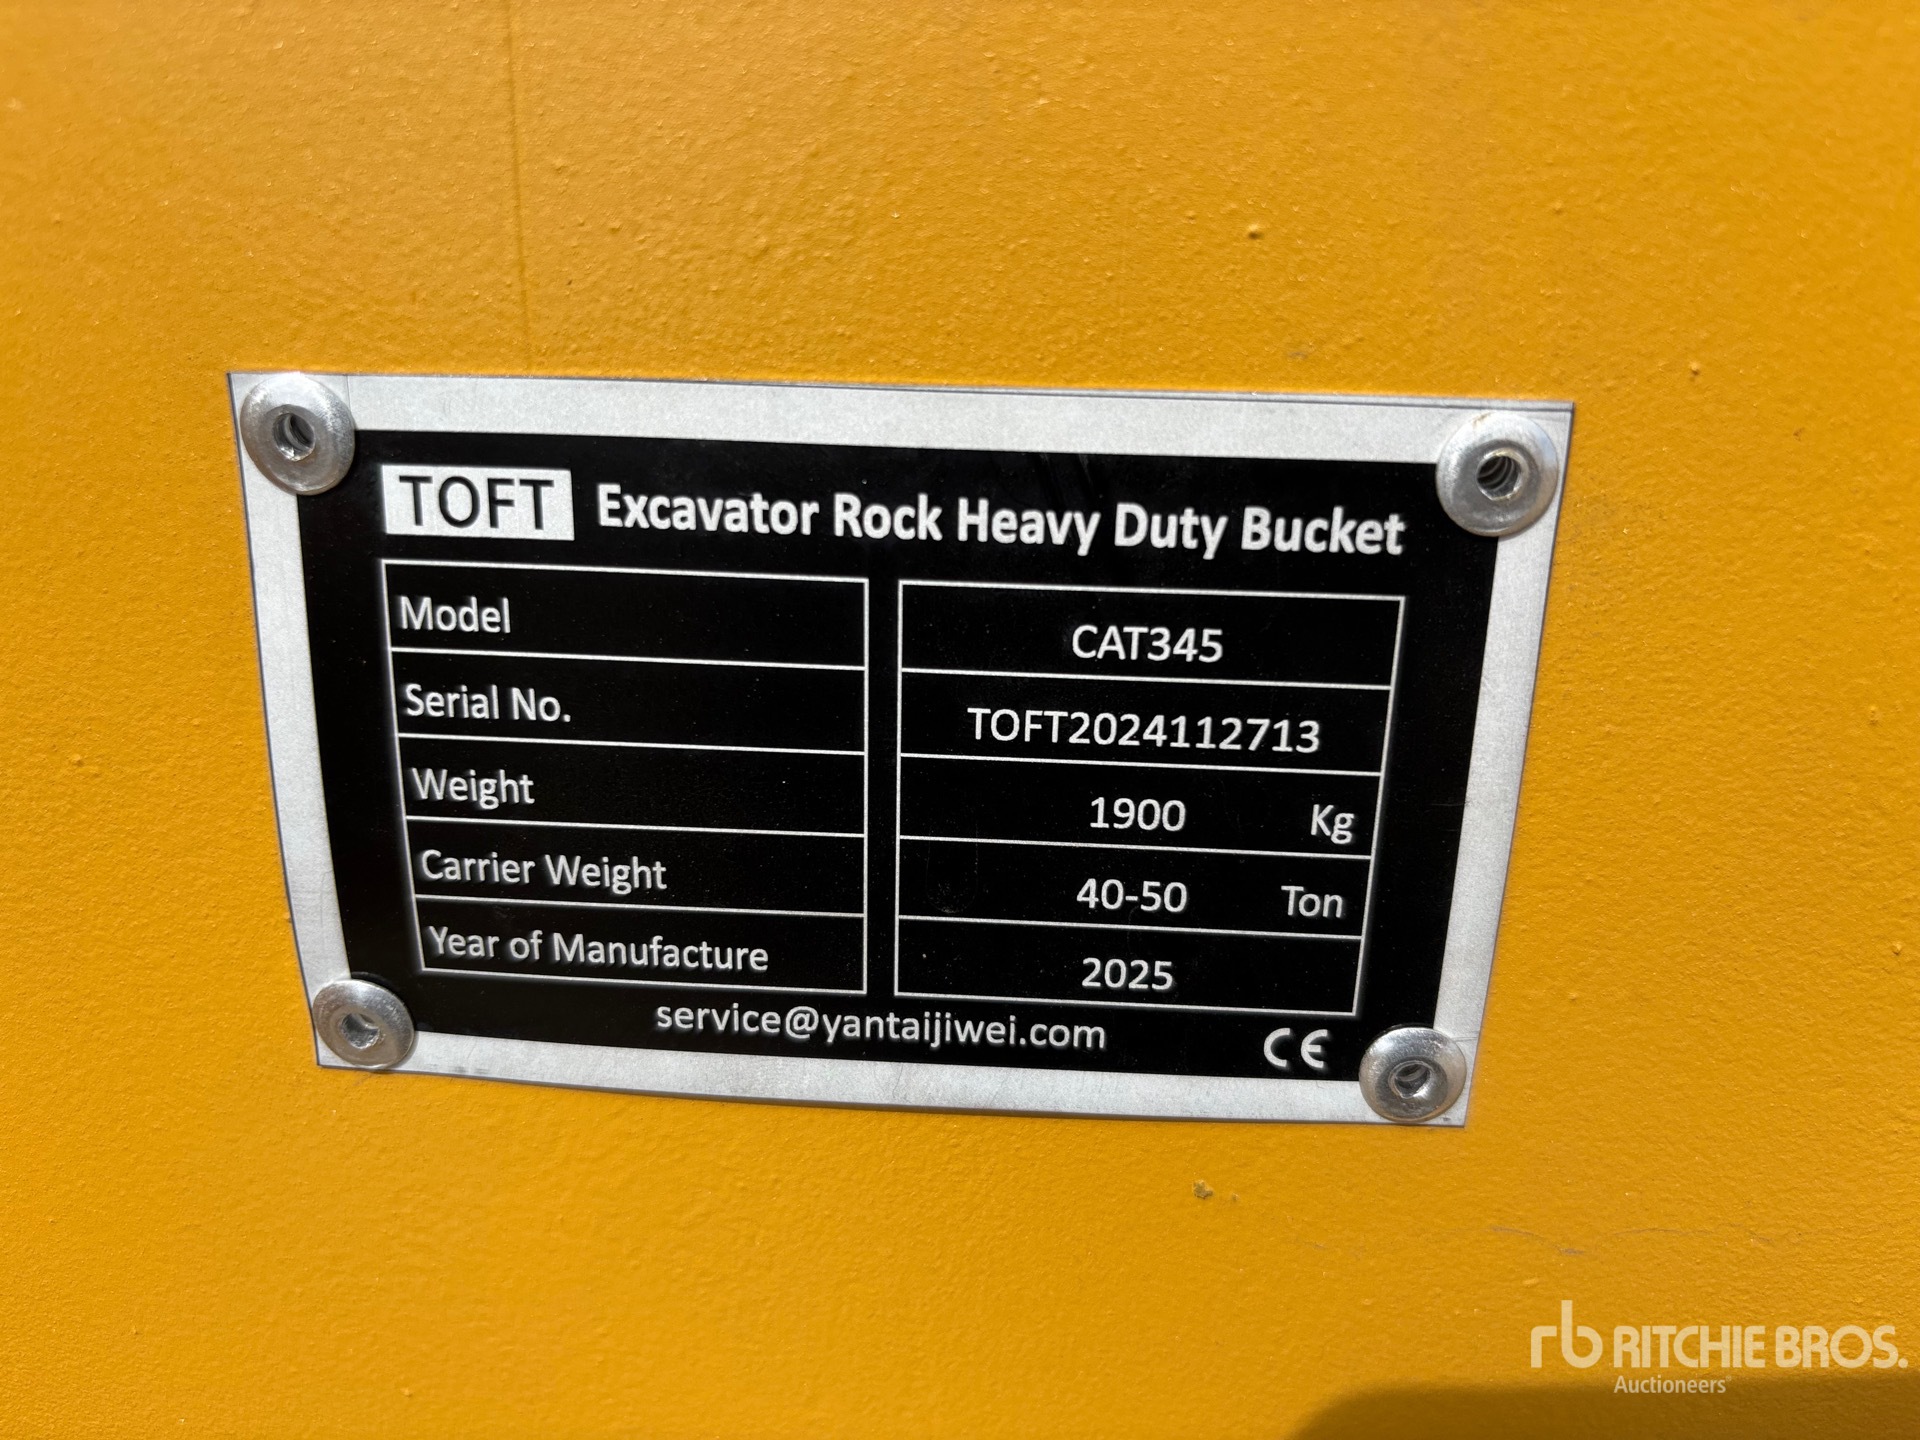 TOFT Excavator Rock Heavy Duty Bucket
Model CAT345
Serial No. TOFT2024112713
Weight 1900 Kg
Carrier Weight 40-50 Ton
Year of Manufacture 2025
service@yantaijiwei.com CE
rb RITCHIE BROS.
Auctioneers